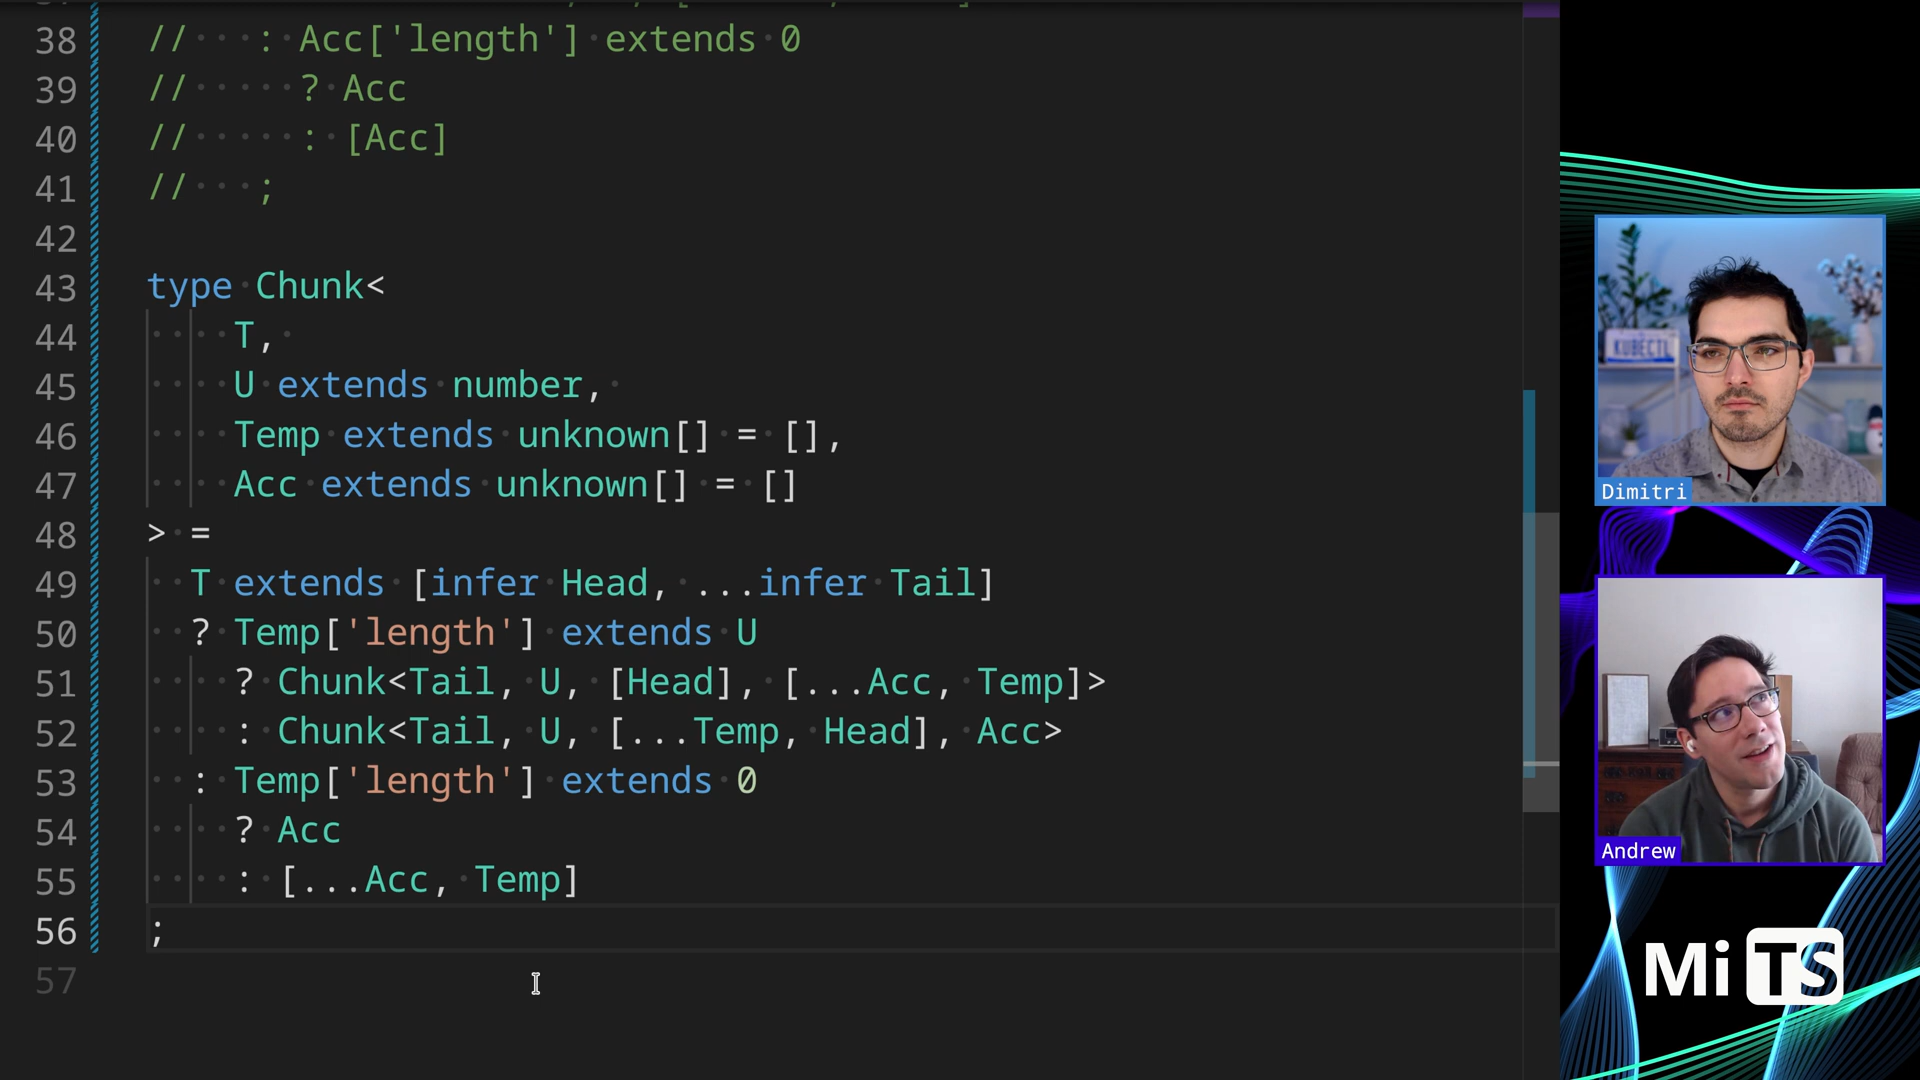 38 //   : Acc['length'] extends 0
39 //     ? Acc
40 //     : [Acc]
41 //   ;
42
43 type Chunk<
44     T,
45     U extends number,
46     Temp extends unknown[] = [],
47     Acc extends unknown[] = []
48 > =
49   T extends [infer Head, ...infer Tail]
50   ? Temp['length'] extends U
51     ? Chunk<Tail, U, [Head], [...Acc, Temp]>
52     : Chunk<Tail, U, [...Temp, Head], Acc>
53   : Temp['length'] extends 0
54     ? Acc
55     : [...Acc, Temp]
56 ;
57
KUBECTL
Dimitri
Andrew
Mi TS